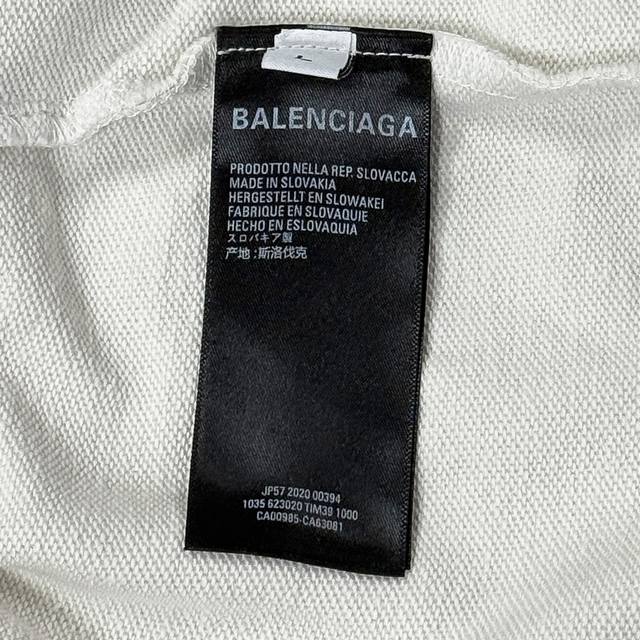 L
BALENCIAGA
PRODOTTO NELLA REP. SLOVACCA
MADE IN SLOVAKIA
HERGESTELLT EN SLOWAKEI
FABRIQUE EN SLOVAQUIE
HECHO EN ESLOVAQUIA
スロバキア製
产地:斯洛伐克
JP57 2020 00394
1035 623020 TIM39 1000
CA00985-CA63081